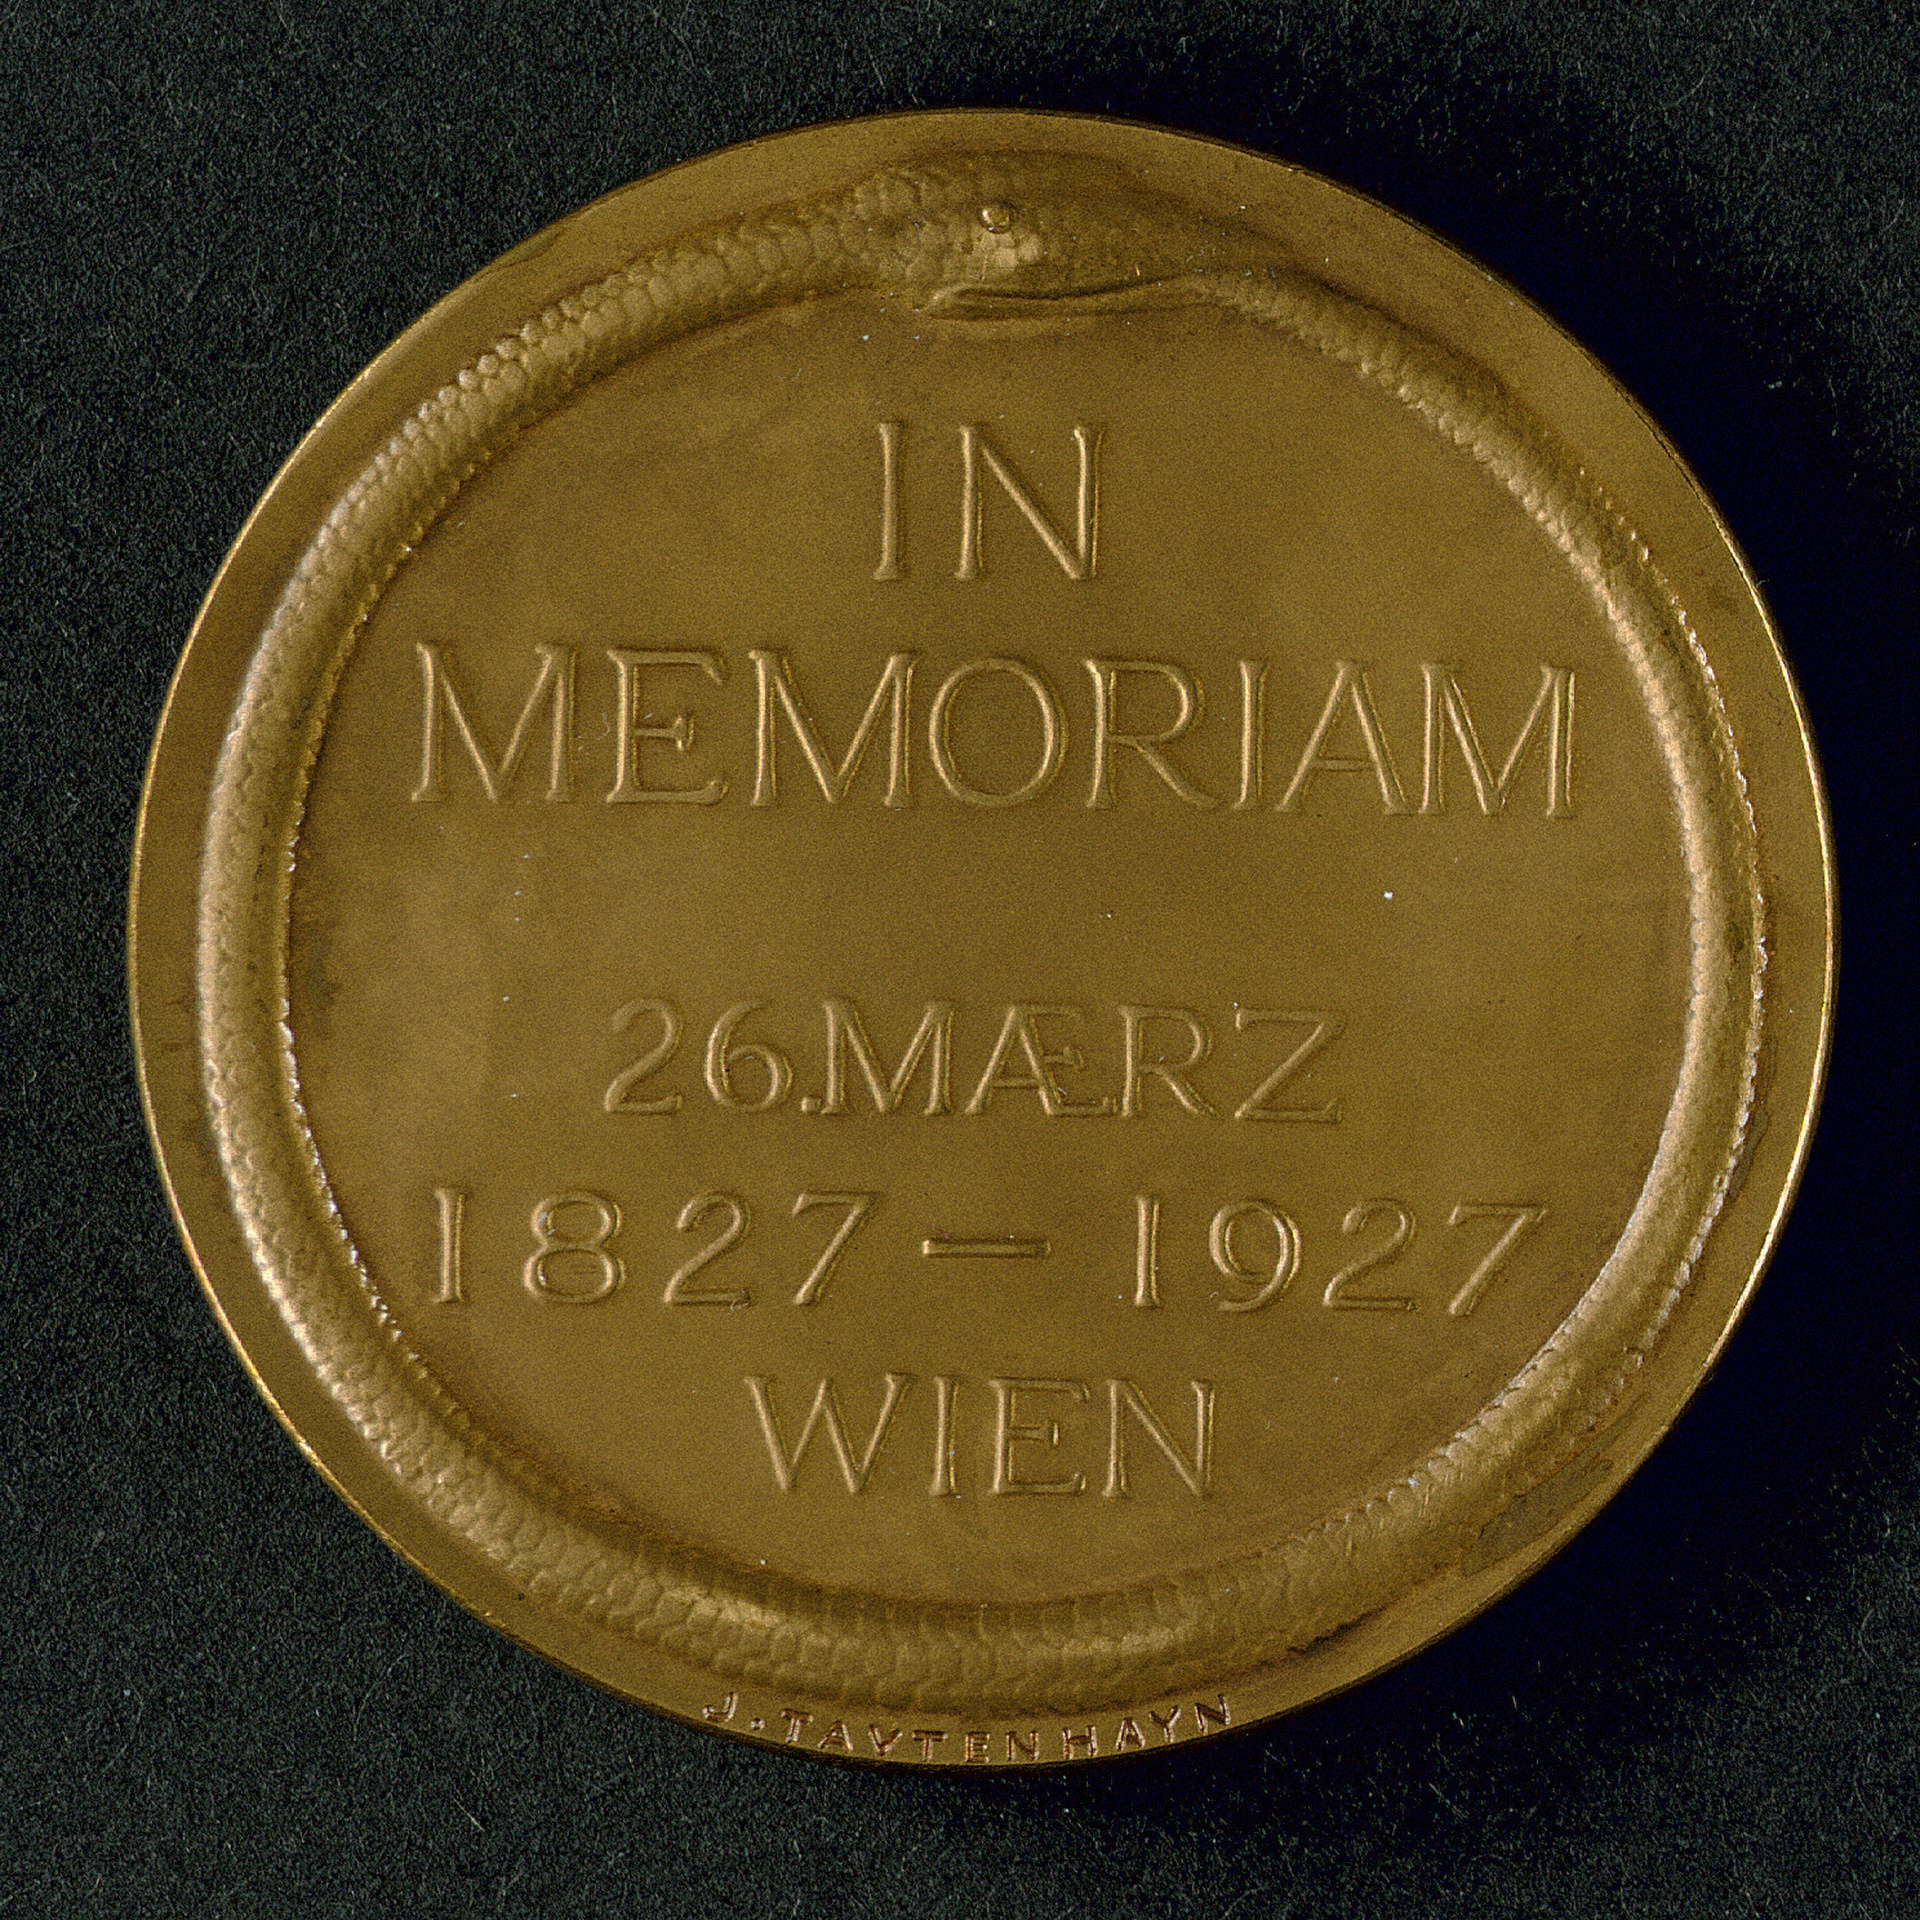 IN
MEMORIAM
26.MÆRZ
1827 — 1927
WIEN
J. TAVTENHAYN